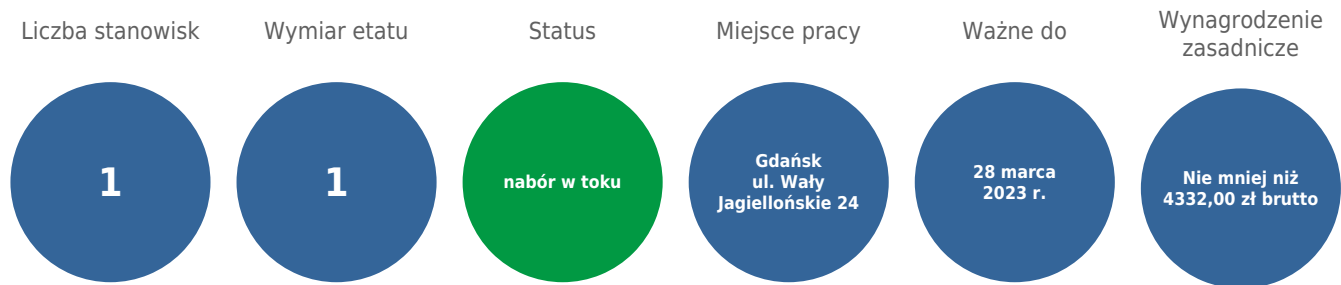 Liczba stanowisk
1
Wymiar etatu
1
Status
nabór w toku
Miejsce pracy
Gdańsk
ul. Wały
Jagiellońskie 24
Ważne do
28 marca
2023 r.
Wynagrodzenie
zasadnicze
Nie mniej niż
4332,00 zł brutto